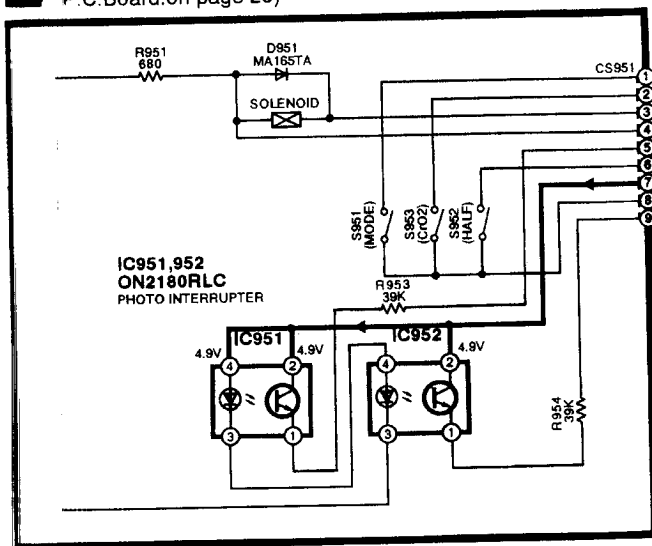 P.C.Board.on page 20)
R951
680
D951
MA165TA
SOLENOID
CS951
1
2
3
4
5
6
7
8
9
S951
(MODE)
S953
(CrO2)
S952
(HALF)
IC951,952
ON2180RLC
PHOTO INTERRUPTER
R953
39K
IC951
IC952
4.9V
4
2
4.9V
4
2
4.9V
3
1
3
1
R954
39K